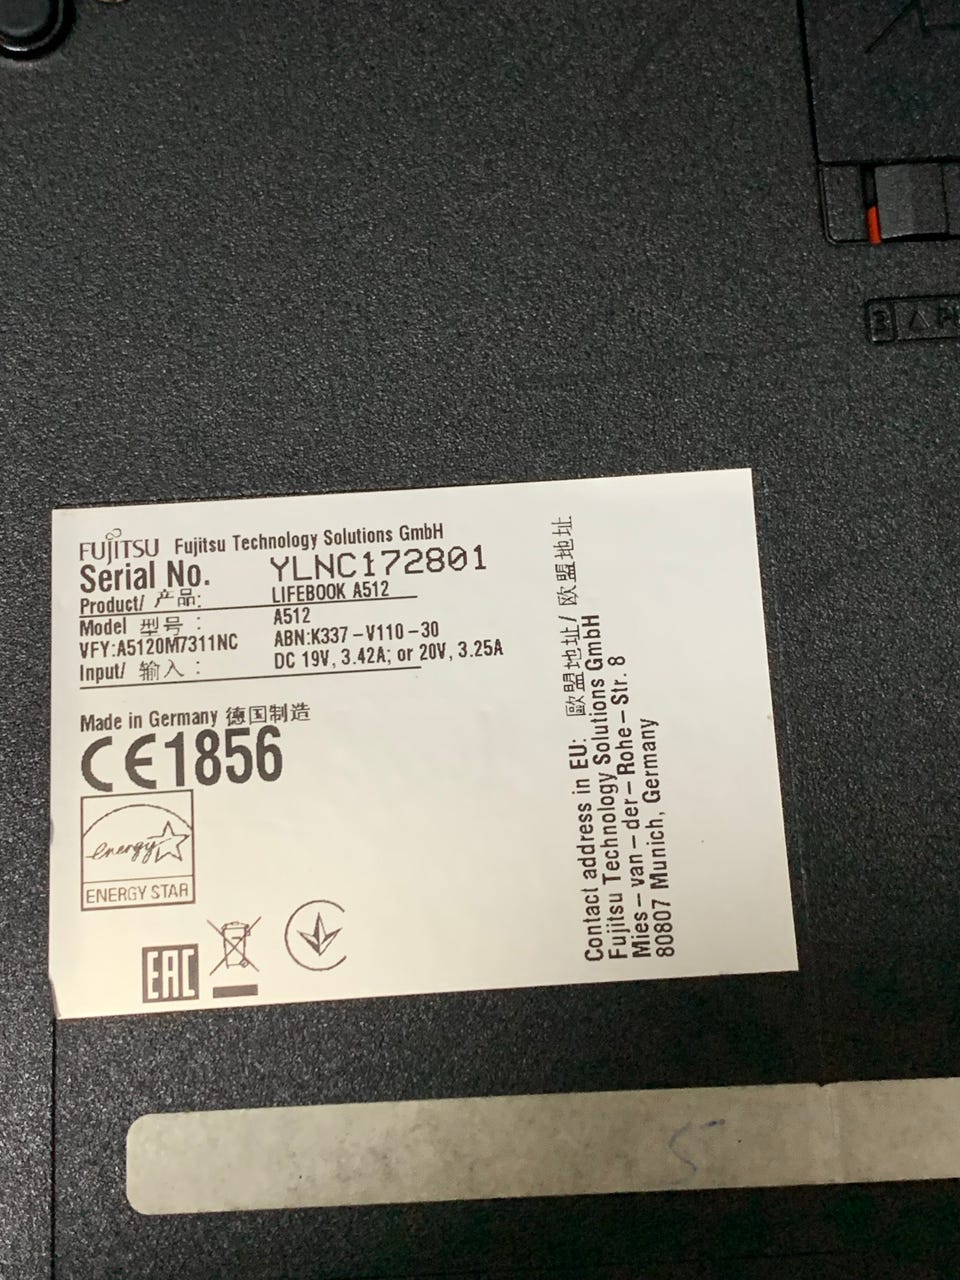 FUJITSU Fujitsu Technology Solutions GmbH
Serial No. YLNC172801
Product/ 产品: LIFEBOOK A512
Model 型号: A512
VFY:A5120M7311NC ABN:K337-V110-30
Input/ 输入: DC 19V, 3.42A; or 20V, 3.25A
Made in Germany 德国制造
CE1856
energy
ENERGY STAR
EAC
Contact address in EU: 歐盟地址/ 欧盟地址.
Fujitsu Technology Solutions GmbH
Mies-van-der-Rohe-Str. 8
80807 Munich, Germany
5